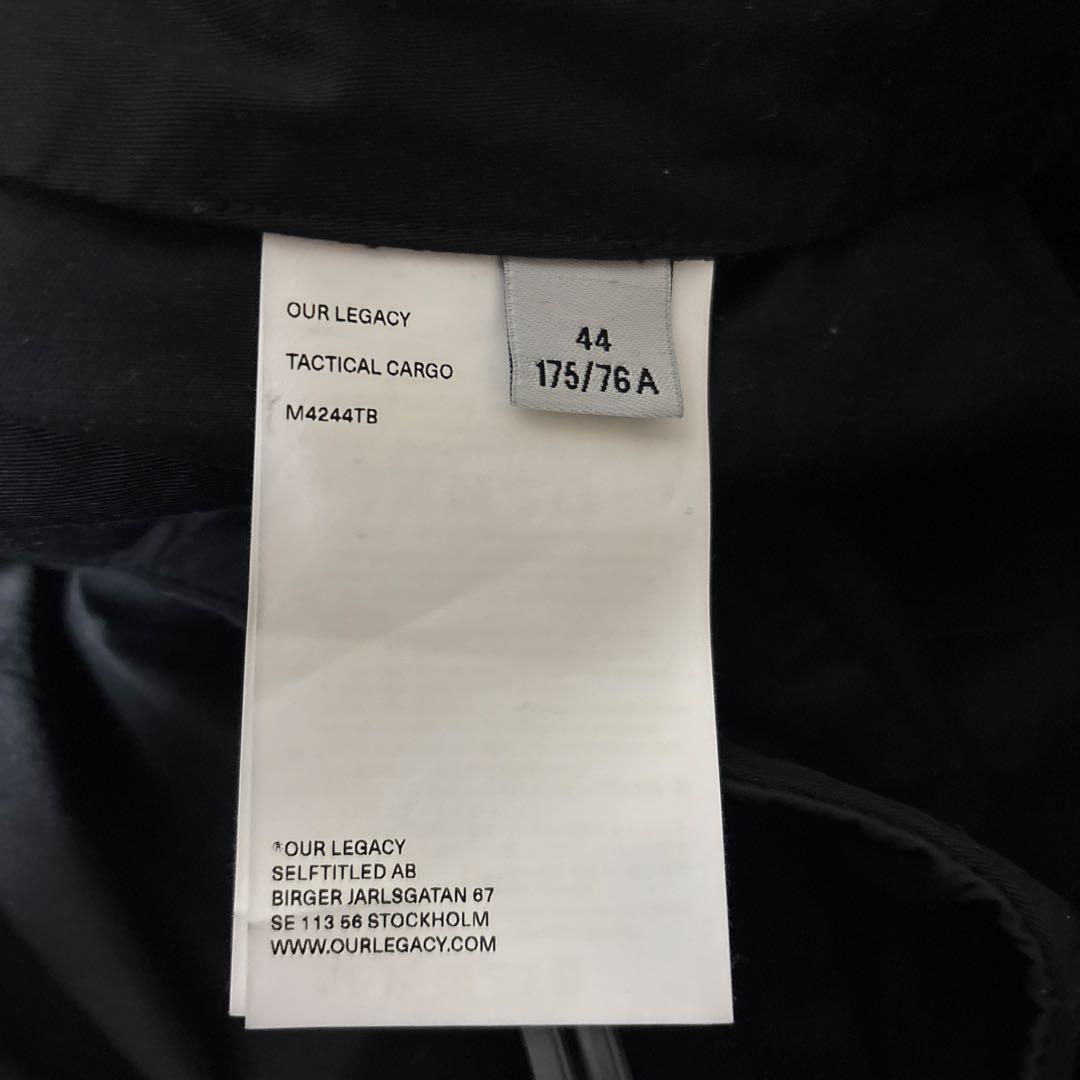 OUR LEGACY
TACTICAL CARGO
M4244TB
44
175/76 A
®OUR LEGACY
SELFTITLED AB
BIRGER JARLSGATAN 67
SE 113 56 STOCKHOLM
WWW.OURLEGACY.COM